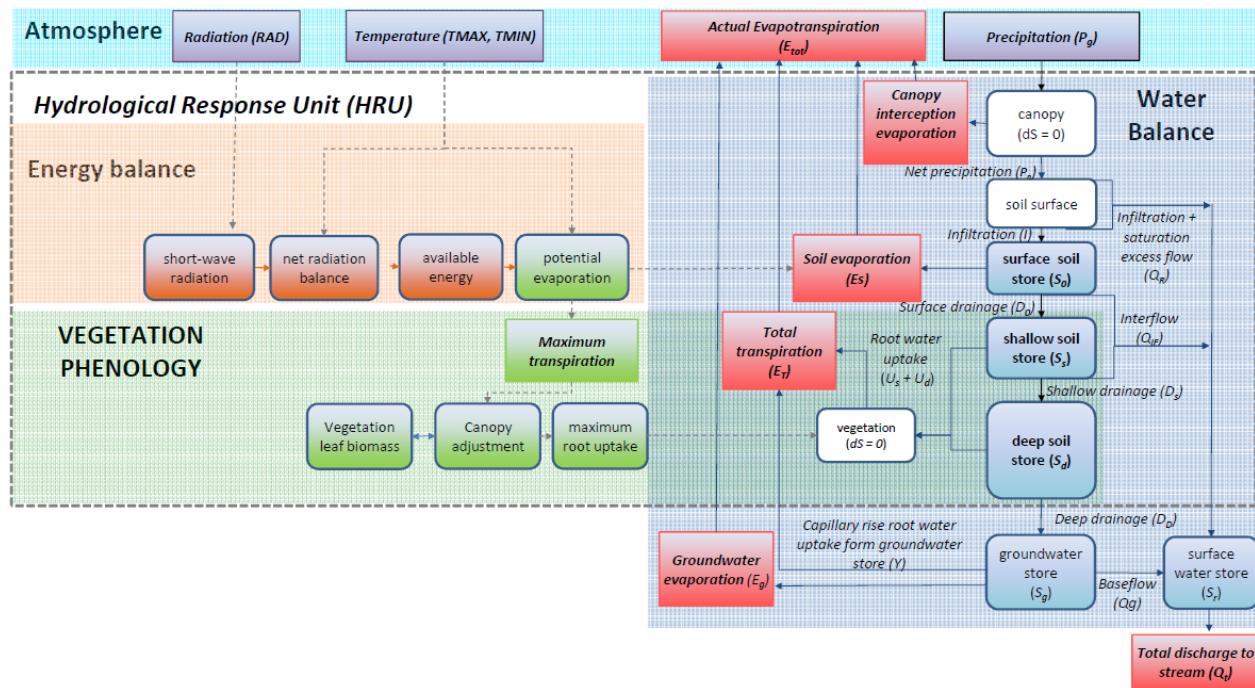 Atmosphere
Radiation (RAD)
Temperature (TMAX, TMIN)
Actual Evapotranspiration
(Etot)
Precipitation (Pg)
Hydrological Response Unit (HRU)
Water
Balance
Canopy
interception
evaporation
canopy
(dS = 0)
Energy balance
Net precipitation (Pn)
soil surface
Infiltration +
saturation
excess flow
(QR)
Infiltration (I)
short-wave
radiation
net radiation
balance
available
energy
potential
evaporation
Soil evaporation
(Es)
surface soil
store (S0)
Surface drainage (D0)
VEGETATION
PHENOLOGY
Maximum
transpiration
Total
transpiration
(ET)
Root water
uptake
(Us + Ud)
shallow soil
store (Ss)
Interflow
(QIF)
Shallow drainage (Ds)
Vegetation
leaf biomass
Canopy
adjustment
maximum
root uptake
vegetation
(dS = 0)
deep soil
store (Sd)
Deep drainage (DD)
Capillary rise root water
uptake form groundwater
store (Y)
Groundwater
evaporation (Eg)
groundwater
store
(Sg)
Baseflow
(Qg)
surface
water store
(Sr)
Total discharge to
stream (Qt)